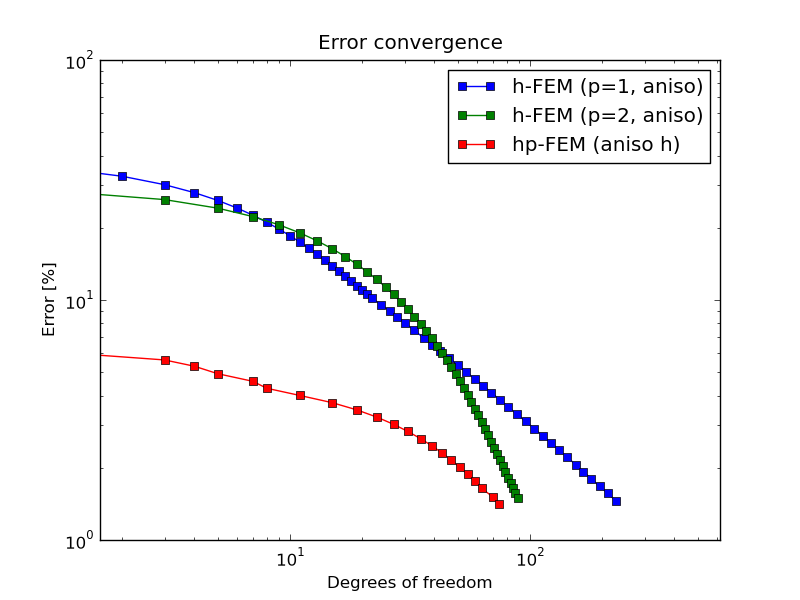 Error convergence
h-FEM (p=1, aniso)
h-FEM (p=2, aniso)
hp-FEM (aniso h)
Error [%]
10^2
10^1
10^0
10^1
10^2
Degrees of freedom